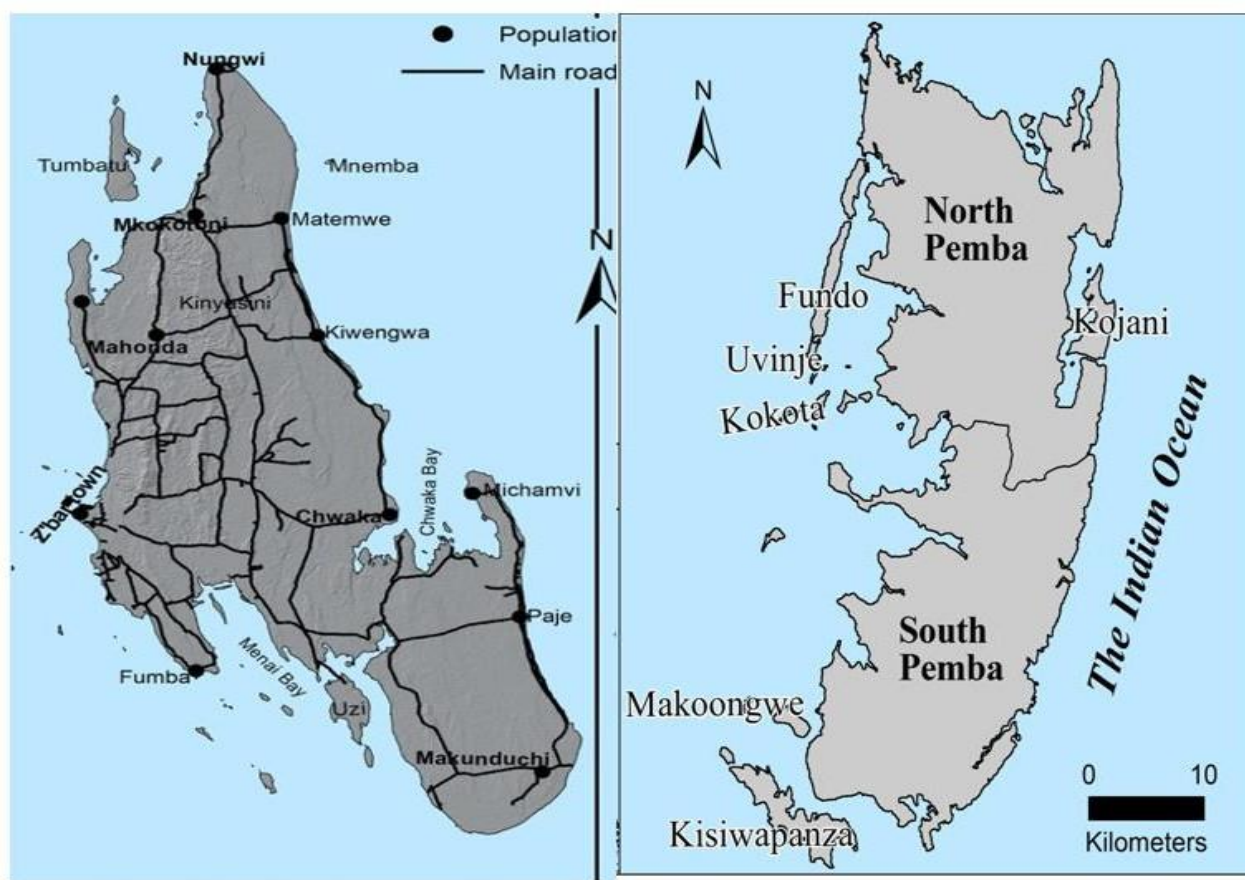 Population
Main road
Nungwi
Tumbatu
Mnemba
Mkokotoni
Matemwe
N
Kinyasini
Kiwengwa
Mahonda
Z'bar town
Chwaka Bay
Michamvi
Chwaka
Paje
Menai Bay
Fumba
Uzi
Makunduchi
N
North
Pemba
Fundo
Kojani
Uvinje
Kokota
The Indian Ocean
South
Pemba
Makoongwe
Kisiwapanza
0 10
Kilometers